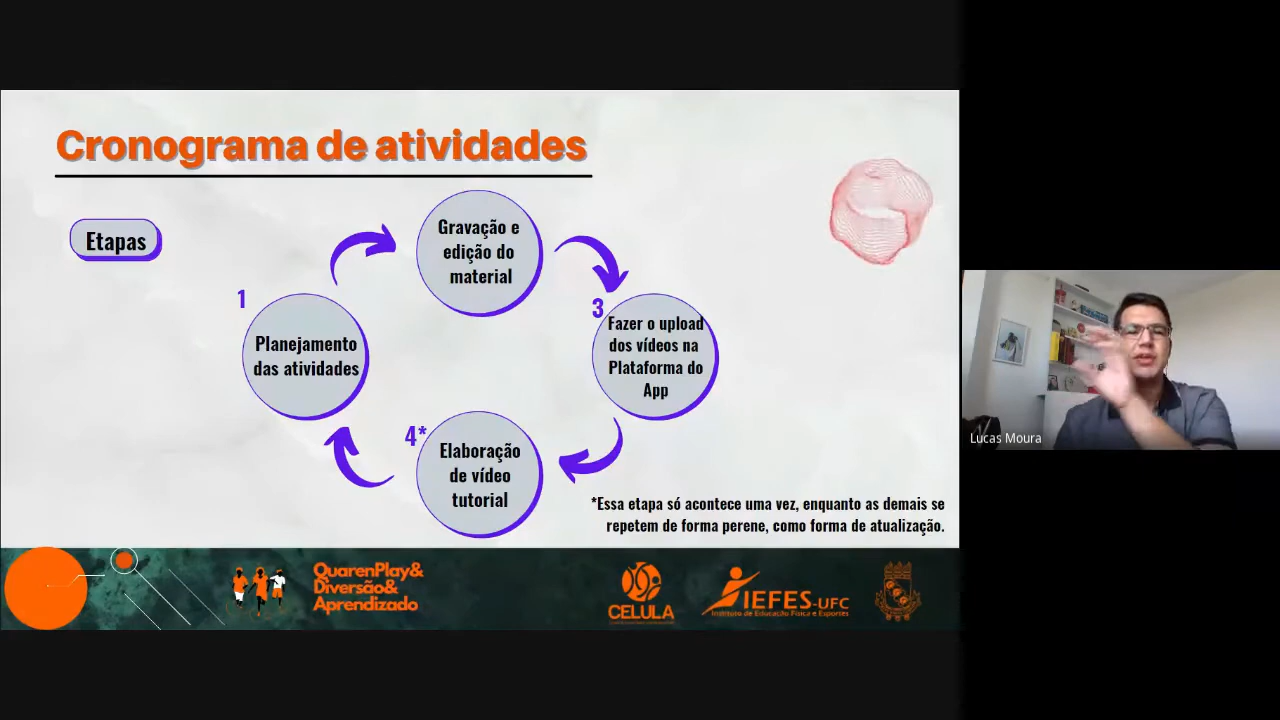 Cronograma de atividades
Etapas
Gravação e
edição do
material
1
Planejamento
das atividades
3
Fazer o upload
dos vídeos na
Plataforma do
App
4*
Elaboração
de vídeo
tutorial
*Essa etapa só acontece uma vez, enquanto as demais se
repetem de forma perene, como forma de atualização.
QuarenPlay&
Diversão&
Aprendizado
CELULA
IEFES-UFC
Instituto de Educação Física e Esportes
Lucas Moura